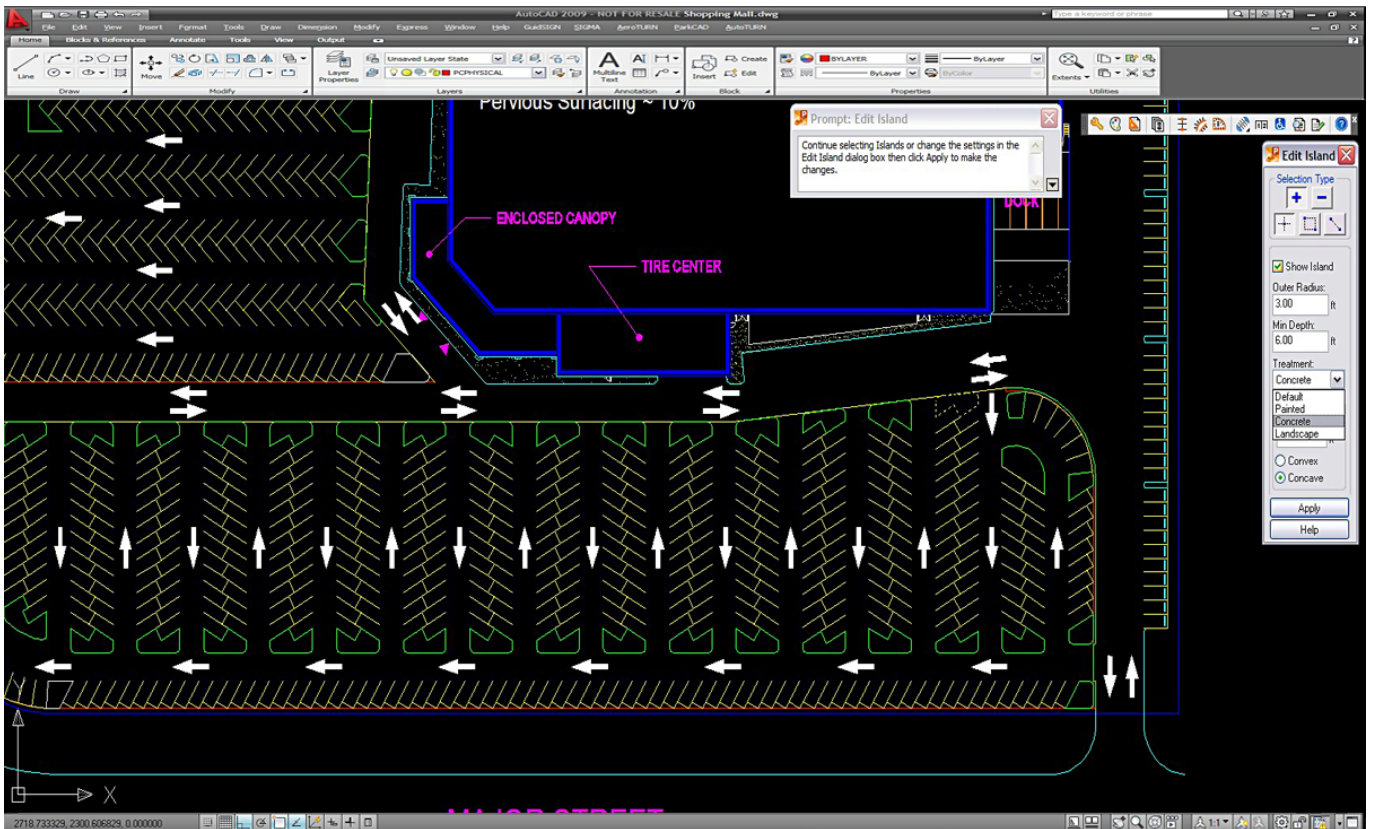 AutoCAD 2009 - NOT FOR RESALE Shopping Mall.dwg
Type a keyword or phrase
File Edit View Insert Format Tools Draw Dimension Modify Express Window Help GuidSIGN SIGMA AeroTURN ParkCAD AutoTURN
Home Blocks & References Annotate Tools View Output
Line
Move
Layer Properties
Unsaved Layer State
PCPHYSICAL
Multiline Text
Insert
Create
Edit
BYLAYER
ByLayer
ByLayer
ByColor
Extents
Draw
Modify
Layers
Annotation
Block
Properties
Utilities
Pervious Surfacing ~ 10%
Prompt: Edit Island
Continue selecting Islands or change the settings in the
Edit Island dialog box then click Apply to make the
changes.
Edit Island
Selection Type
Show Island
Outer Radius:
3.00 ft
Min Depth:
6.00 ft
Treatment:
Concrete
Default
Painted
Concrete
Landscape
Convex
Concave
Apply
Help
DOCK
ENCLOSED CANOPY
TIRE CENTER
Y
X
MAJOR STREET
2718.733329, 2300.606829, 0.000000
1:1